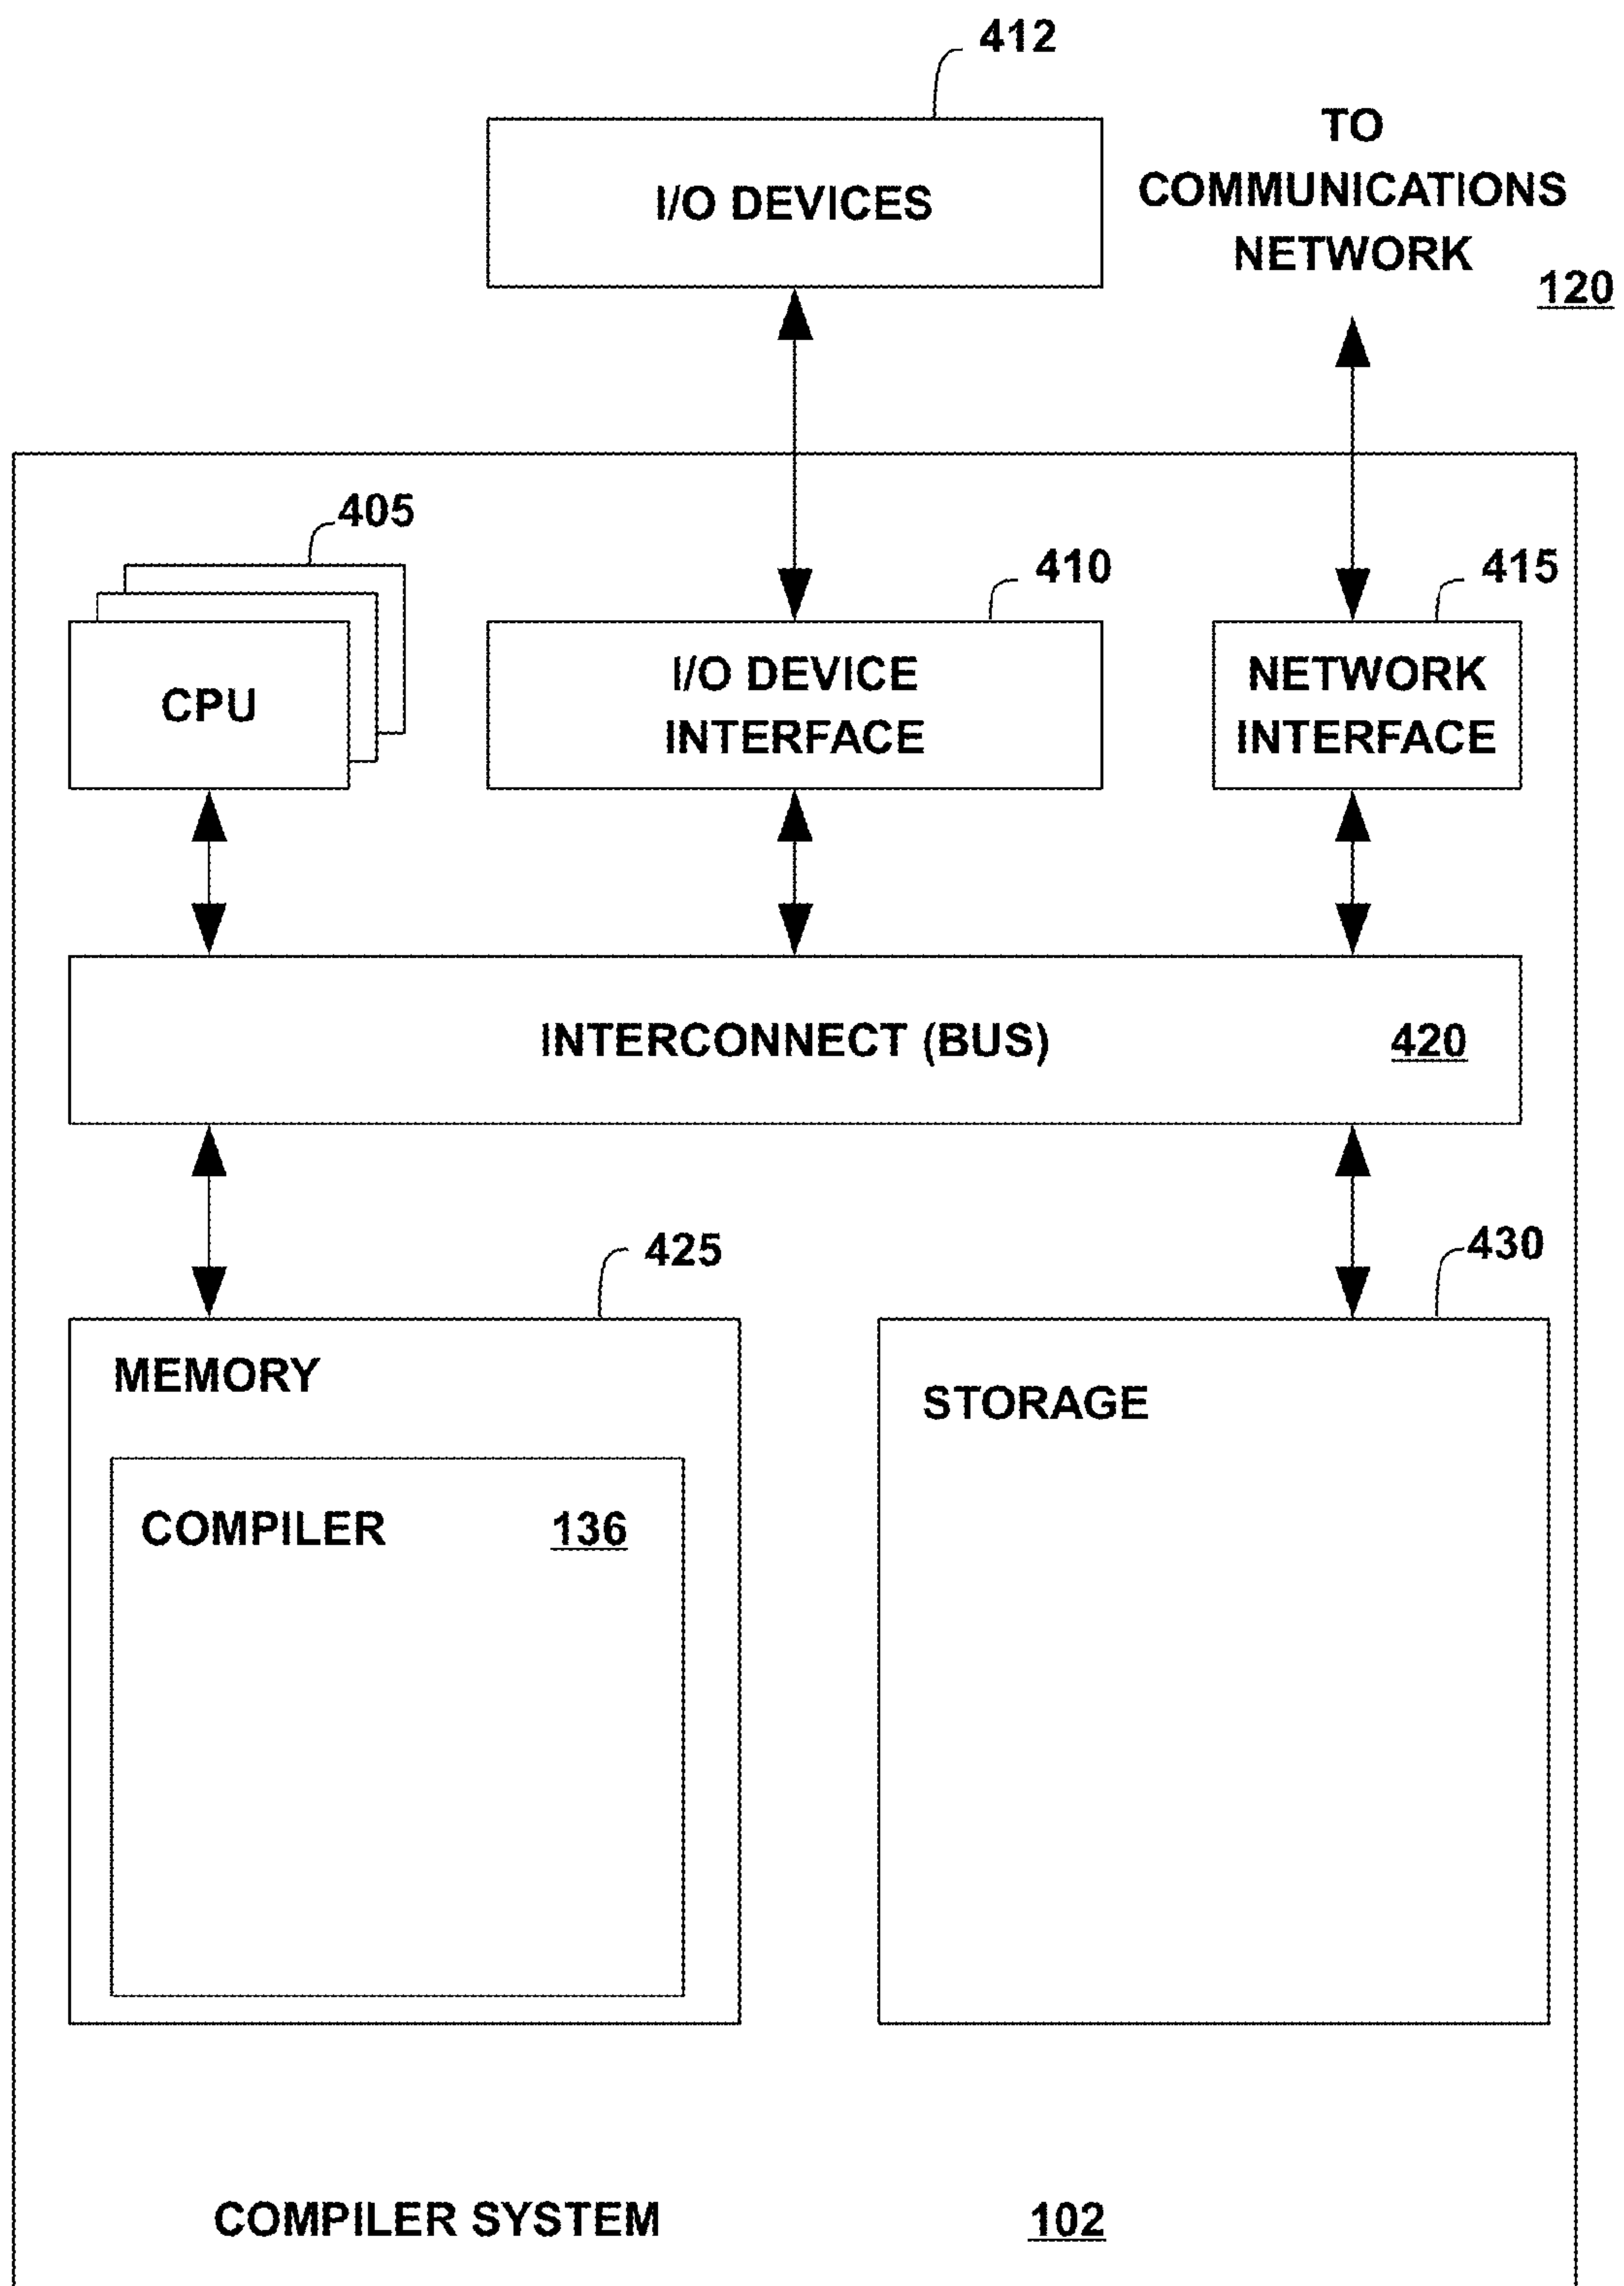 412
I/O DEVICES
TO
COMMUNICATIONS
NETWORK
120
405
410
415
CPU
I/O DEVICE
INTERFACE
NETWORK
INTERFACE
INTERCONNECT (BUS)
420
425
430
MEMORY
STORAGE
COMPILER
136
COMPILER SYSTEM
102